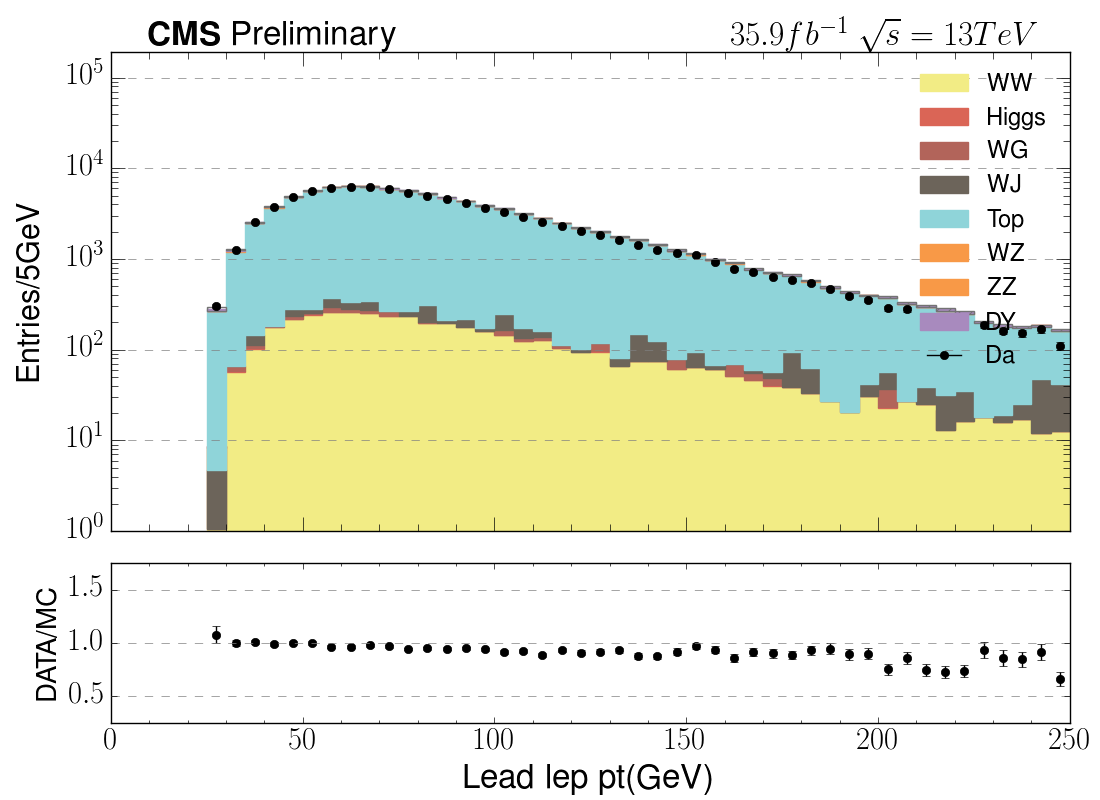 CMS Preliminary
35.9fb⁻¹ √s = 13TeV
Entries/5GeV
10⁵
10⁴
10³
10²
10¹
10⁰
WW
Higgs
WG
WJ
Top
WZ
ZZ
DY
Da
DATA/MC
1.5
1.0
0.5
0 50 100 150 200 250
Lead lep pt(GeV)